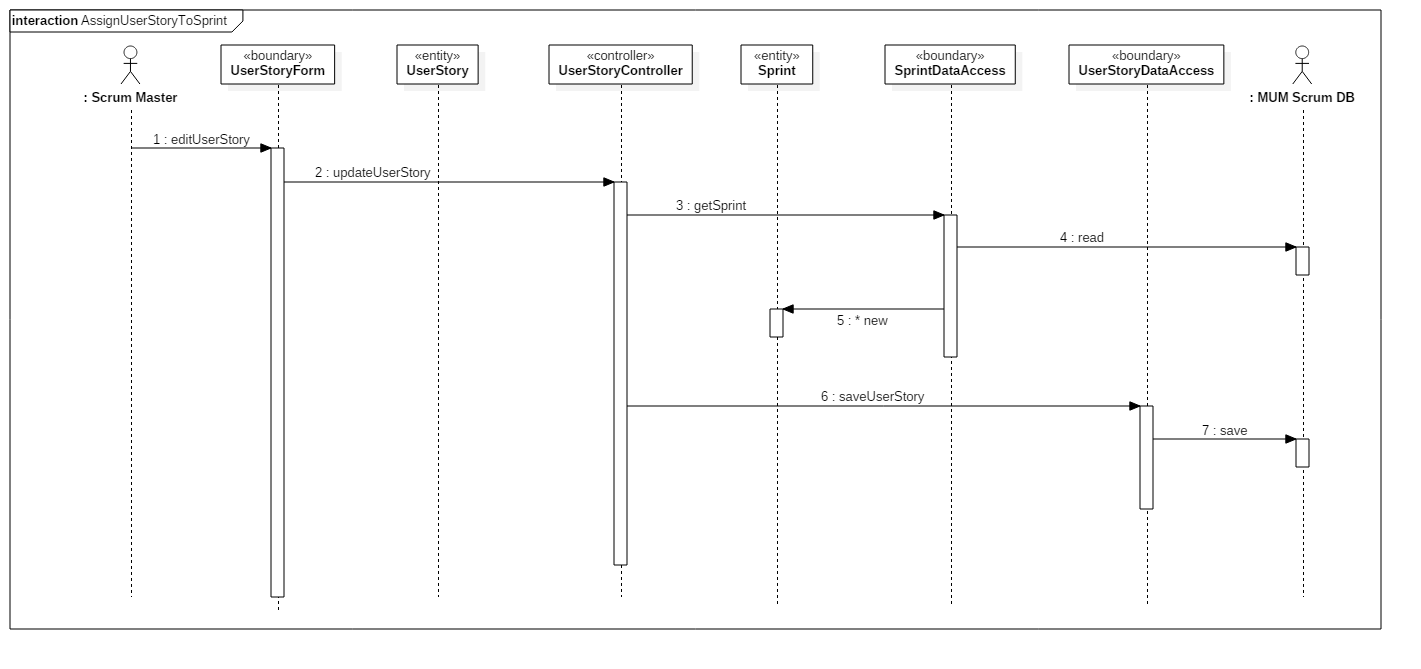 interaction AssignUserStoryToSprint
: Scrum Master
«boundary»
UserStoryForm
«entity»
UserStory
«controller»
UserStoryController
«entity»
Sprint
«boundary»
SprintDataAccess
«boundary»
UserStoryDataAccess
: MUM Scrum DB
1 : editUserStory
2 : updateUserStory
3 : getSprint
4 : read
5 : * new
6 : saveUserStory
7 : save